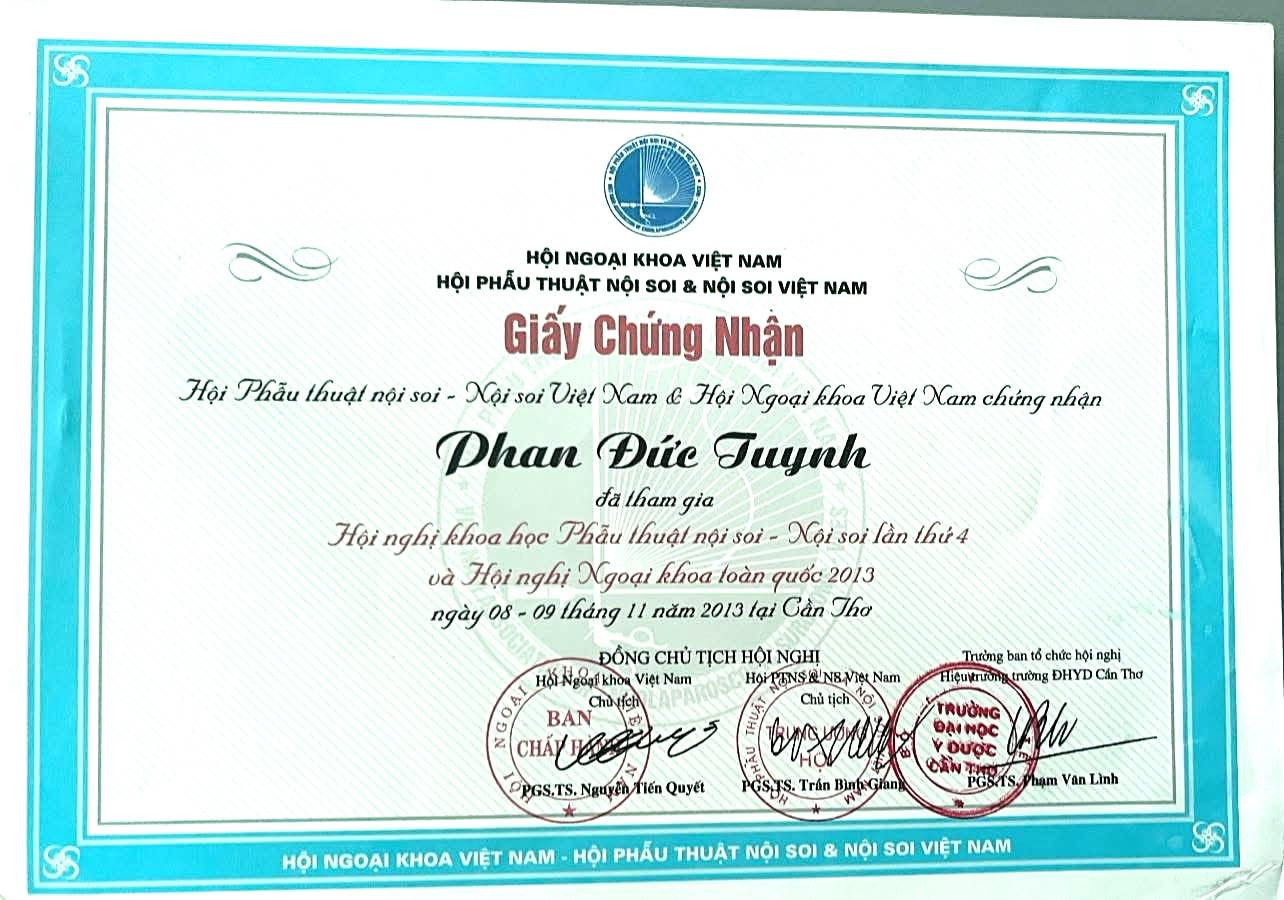 HỘI NGOẠI KHOA VIỆT NAM
HỘI PHẪU THUẬT NỘI SOI & NỘI SOI VIỆT NAM
Giấy Chứng Nhận
Hội Phẫu thuật nội soi - Nội soi Việt Nam & Hội Ngoại khoa Việt Nam chứng nhận
Phan Đức Tuynh
đã tham gia
Hội nghị khoa học Phẫu thuật nội soi - Nội soi lần thứ 4
và Hội nghị Ngoại khoa toàn quốc 2013
ngày 08 - 09 tháng 11 năm 2013 tại Cần Thơ
ĐỒNG CHỦ TỊCH HỘI NGHỊ
Hội Ngoại khoa Việt Nam
Chủ tịch
BAN
CHẤP HÀNH
PGS.TS. Nguyễn Tiến Quyết
Hội PTNS & NS Việt Nam
Chủ tịch
TRUNG ƯƠNG
HỘI
PGS.TS. Trần Bình Giang
Trưởng ban tổ chức hội nghị
Hiệu trưởng trường ĐHYD Cần Thơ
TRƯỜNG
ĐẠI HỌC
Y DƯỢC
CẦN THƠ
PGS.TS. Phạm Văn Lình
HỘI NGOẠI KHOA VIỆT NAM - HỘI PHẪU THUẬT NỘI SOI & NỘI SOI VIỆT NAM